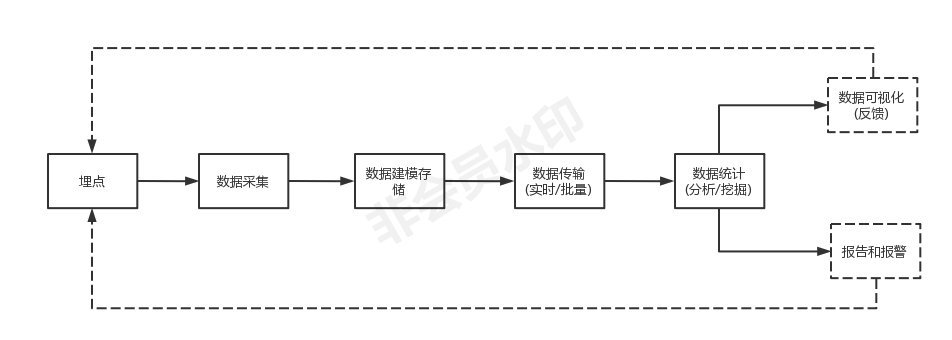 数据可视化
(反馈)
埋点
数据采集
数据建模存
储
数据传输
(实时/批量)
数据统计
(分析/挖掘)
报告和报警
非会员水印